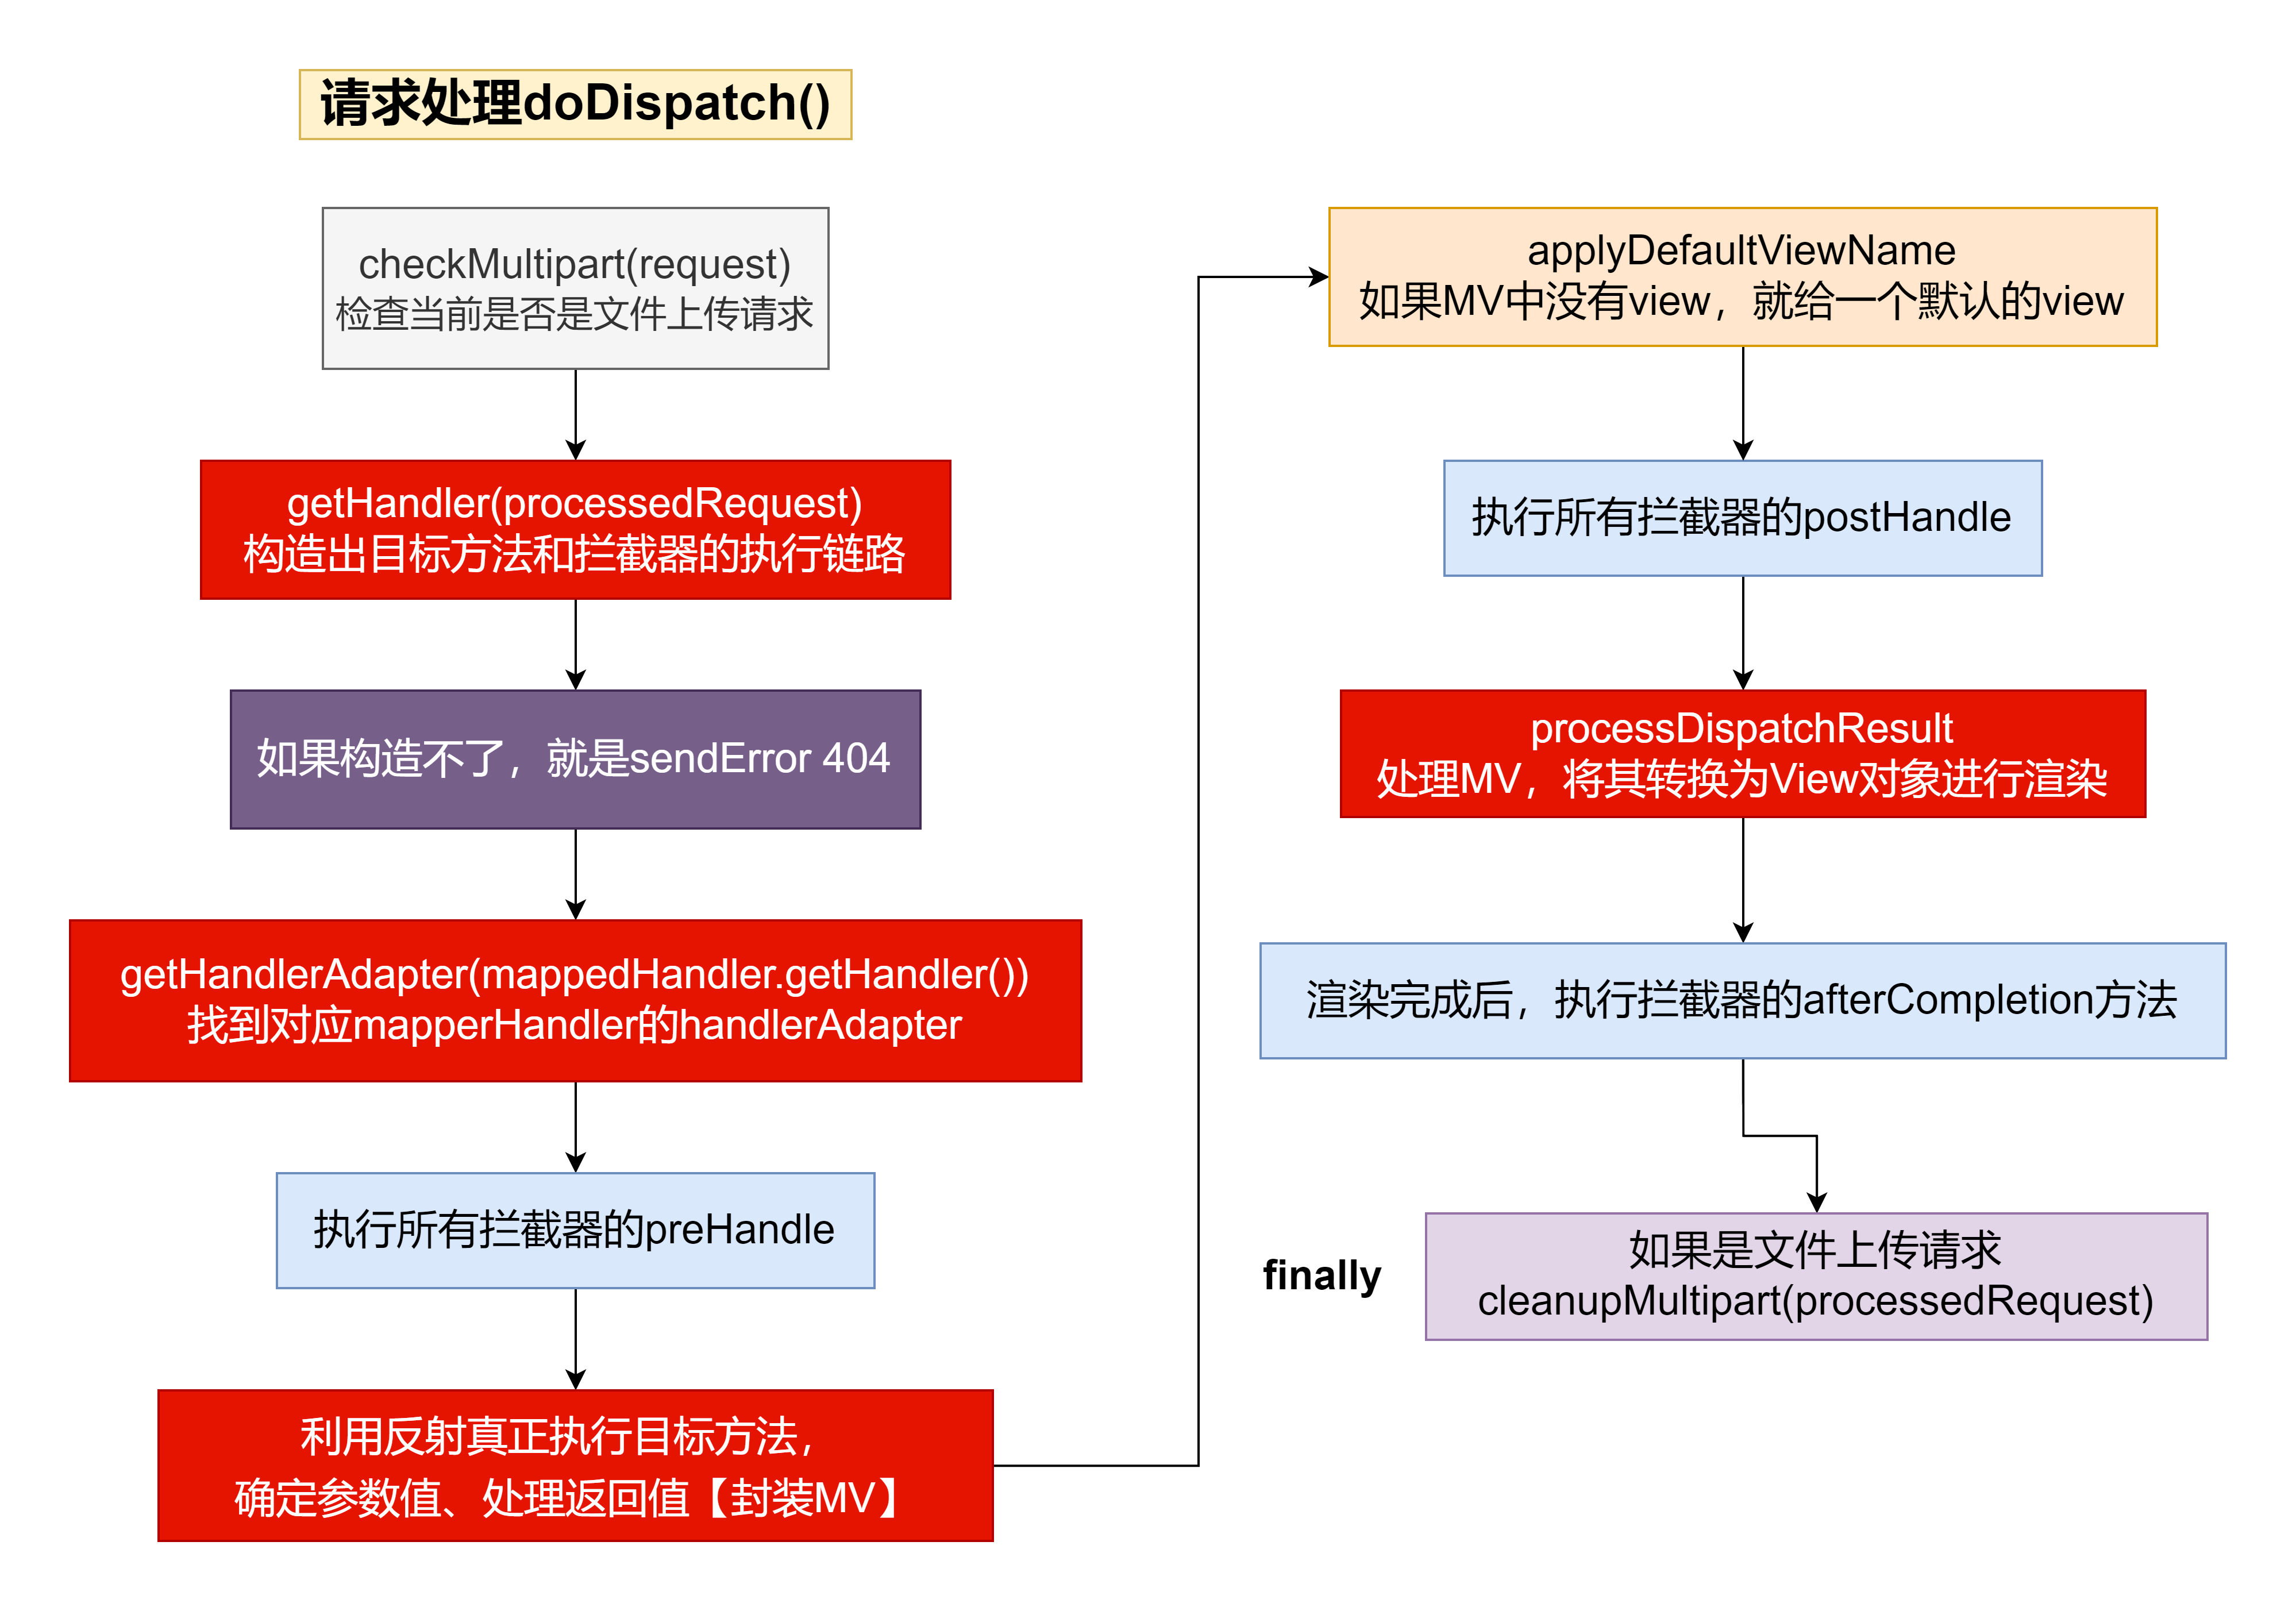 请求处理doDispatch()
checkMultipart(request)
检查当前是否是文件上传请求
getHandler(processedRequest)
构造出目标方法和拦截器的执行链路
如果构造不了，就是sendError 404
getHandlerAdapter(mappedHandler.getHandler())
找到对应mapperHandler的handlerAdapter
执行所有拦截器的preHandle
利用反射真正执行目标方法，
确定参数值、处理返回值【封装MV】
applyDefaultViewName
如果MV中没有view，就给一个默认的view
执行所有拦截器的postHandle
processDispatchResult
处理MV，将其转换为View对象进行渲染
渲染完成后，执行拦截器的afterCompletion方法
finally
如果是文件上传请求
cleanupMultipart(processedRequest)